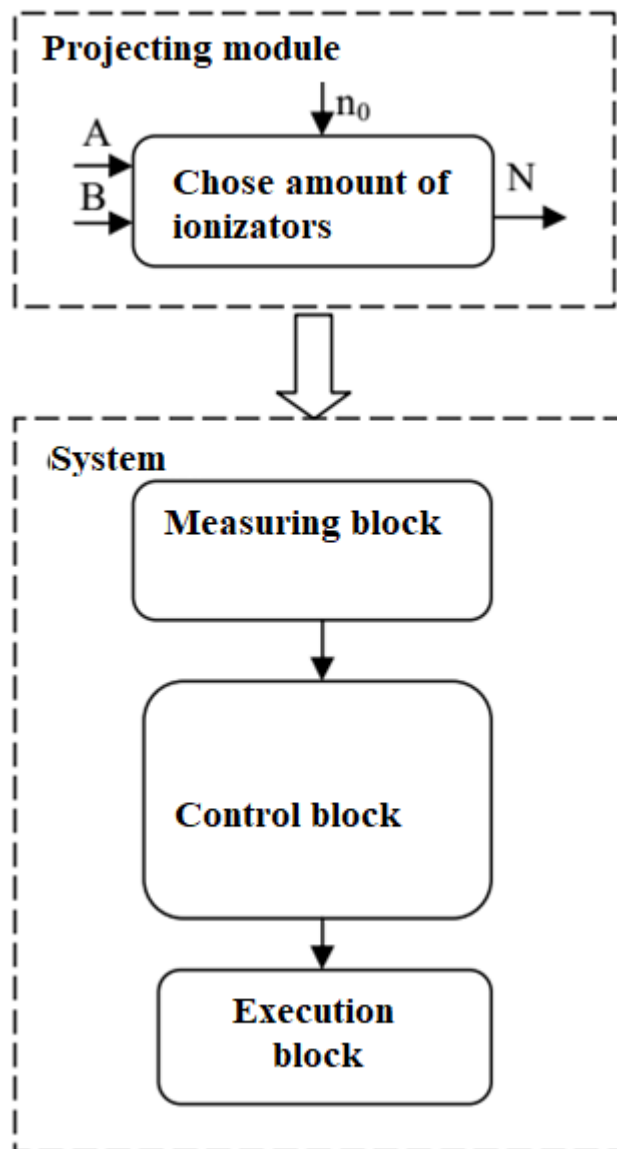 Projecting module
n₀
A
B
Chose amount of
ionizators
N
(System
Measuring block
Control block
Execution
block